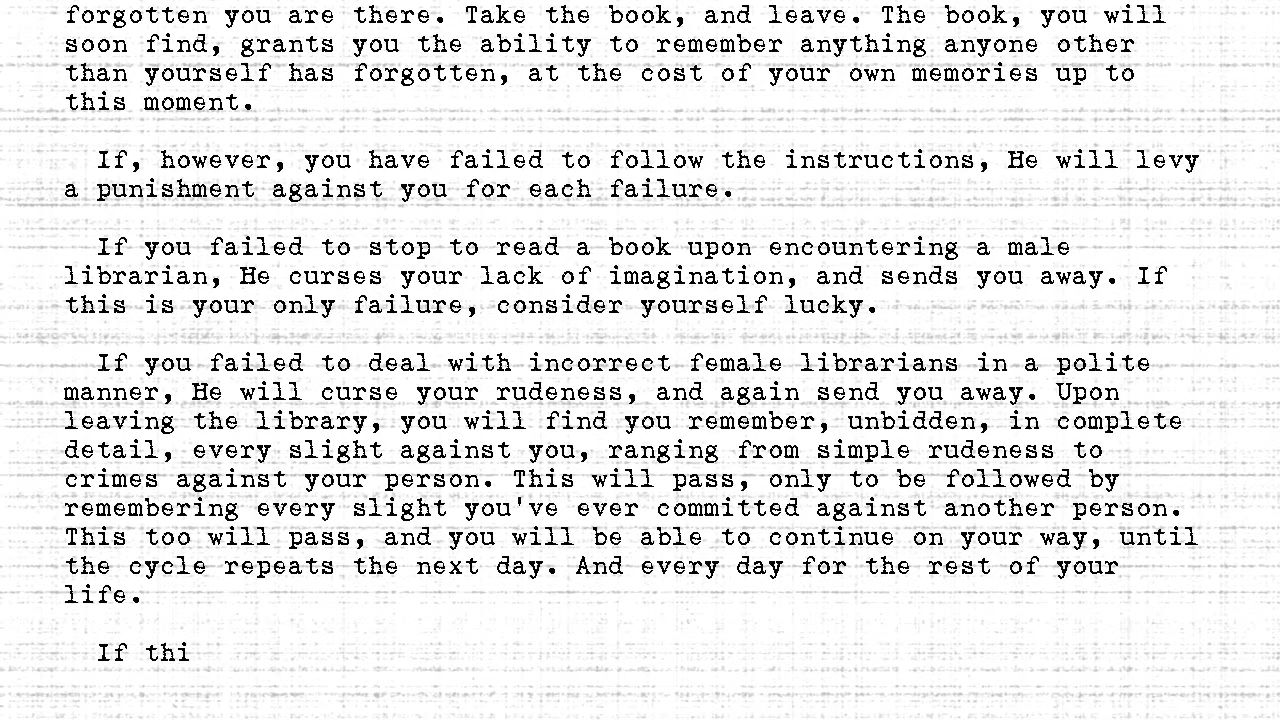 forgotten you are there. Take the book, and leave. The book, you will
soon find, grants you the ability to remember anything anyone other
than yourself has forgotten, at the cost of your own memories up to
this moment.
If, however, you have failed to follow the instructions, He will levy
a punishment against you for each failure.
If you failed to stop to read a book upon encountering a male
librarian, He curses your lack of imagination, and sends you away. If
this is your only failure, consider yourself lucky.
If you failed to deal with incorrect female librarians in a polite
manner, He will curse your rudeness, and again send you away. Upon
leaving the library, you will find you remember, unbidden, in complete
detail, every slight against you, ranging from simple rudeness to
crimes against your person. This will pass, only to be followed by
remembering every slight you've ever committed against another person.
This too will pass, and you will be able to continue on your way, until
the cycle repeats the next day. And every day for the rest of your
life.
If thi